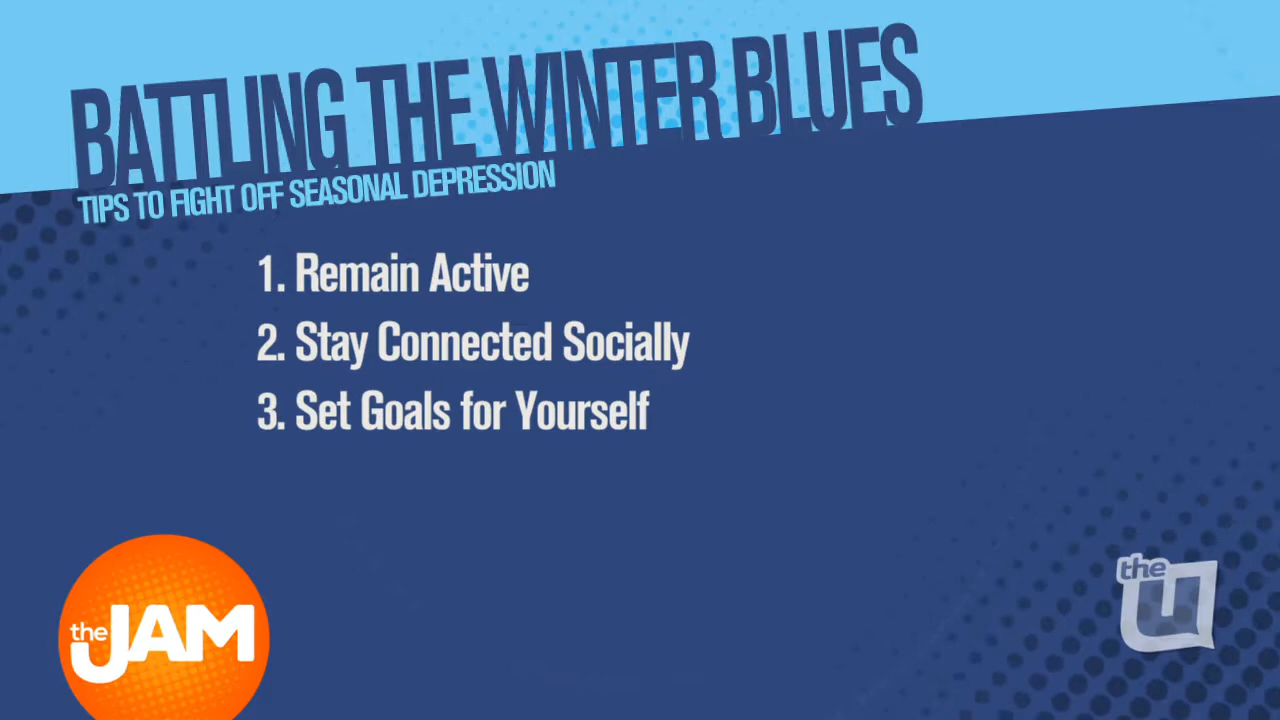 BATTLING THE WINTER BLUES
TIPS TO FIGHT OFF SEASONAL DEPRESSION
1. Remain Active
2. Stay Connected Socially
3. Set Goals for Yourself
the JAM
the U